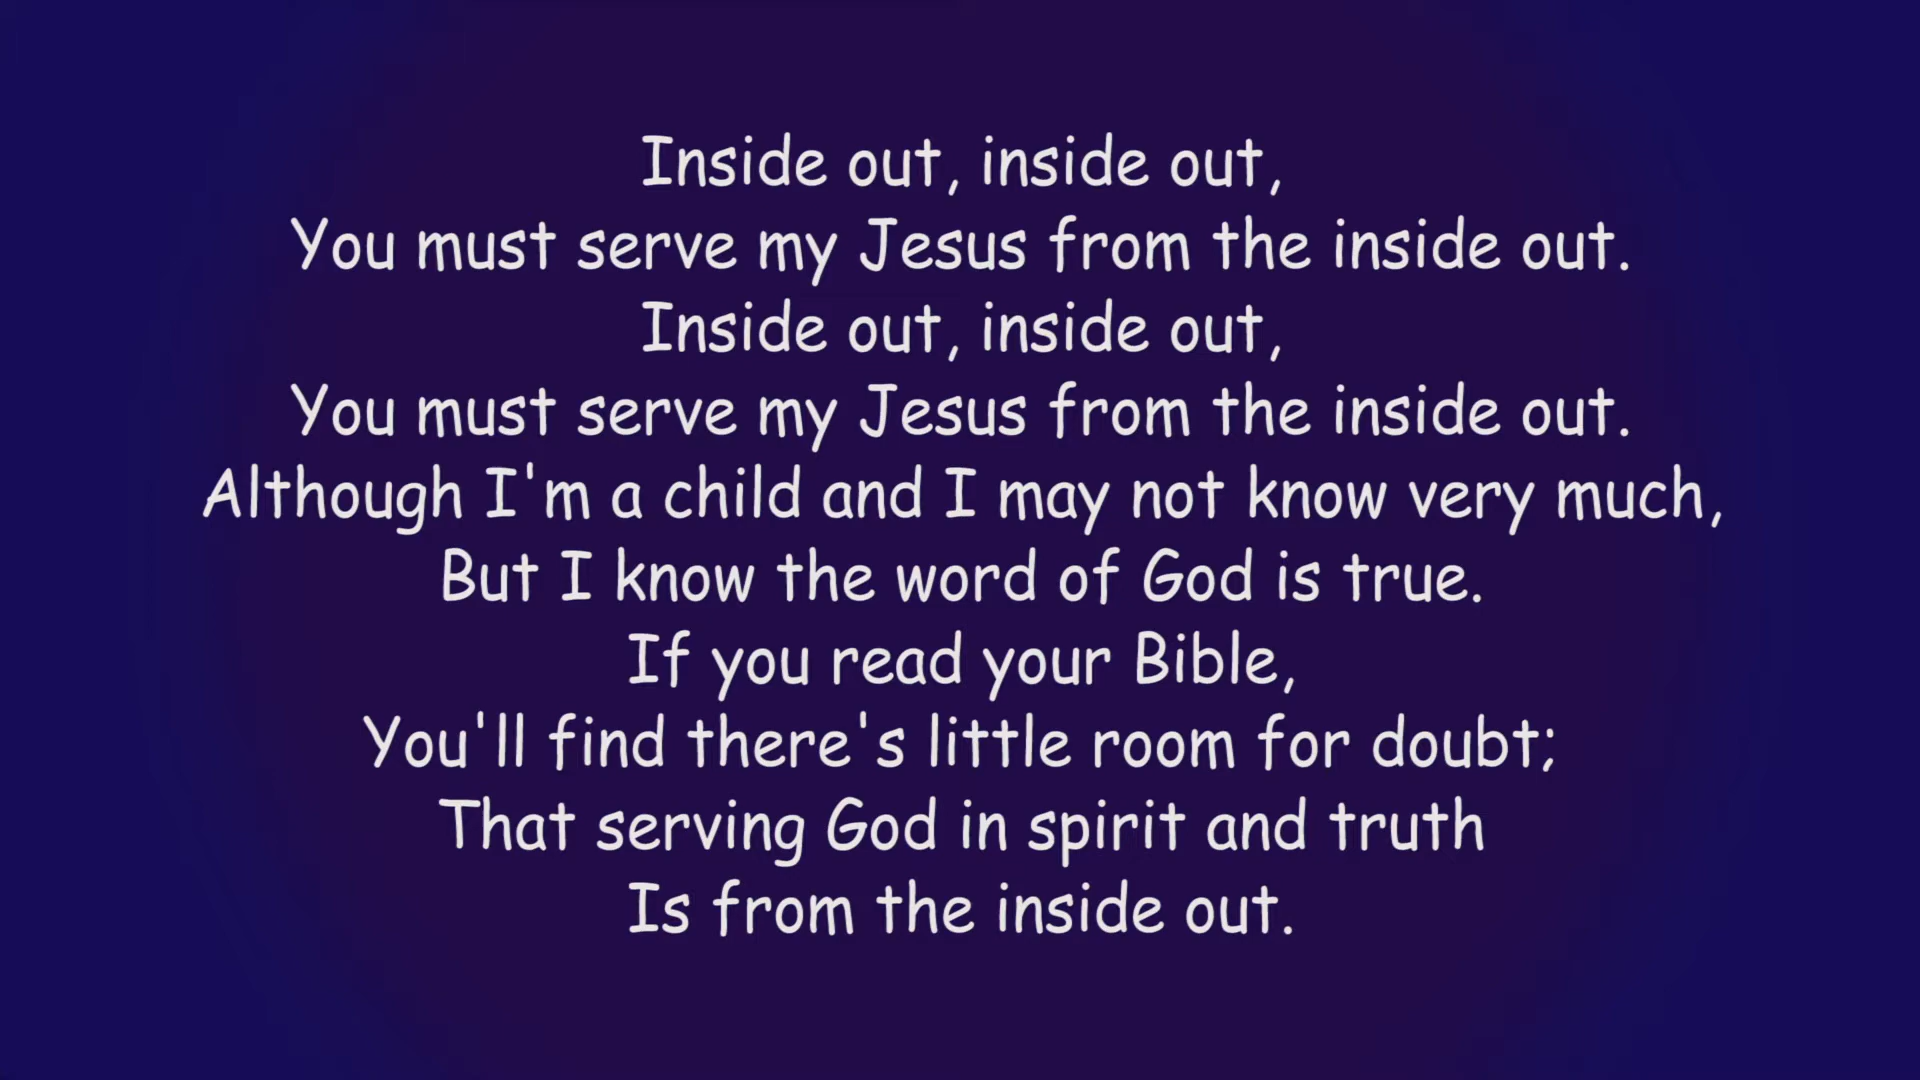 Inside out, inside out,
You must serve my Jesus from the inside out.
Inside out, inside out,
You must serve my Jesus from the inside out.
Although I'm a child and I may not know very much,
But I know the word of God is true.
If you read your Bible,
You'll find there's little room for doubt;
That serving God in spirit and truth
Is from the inside out.